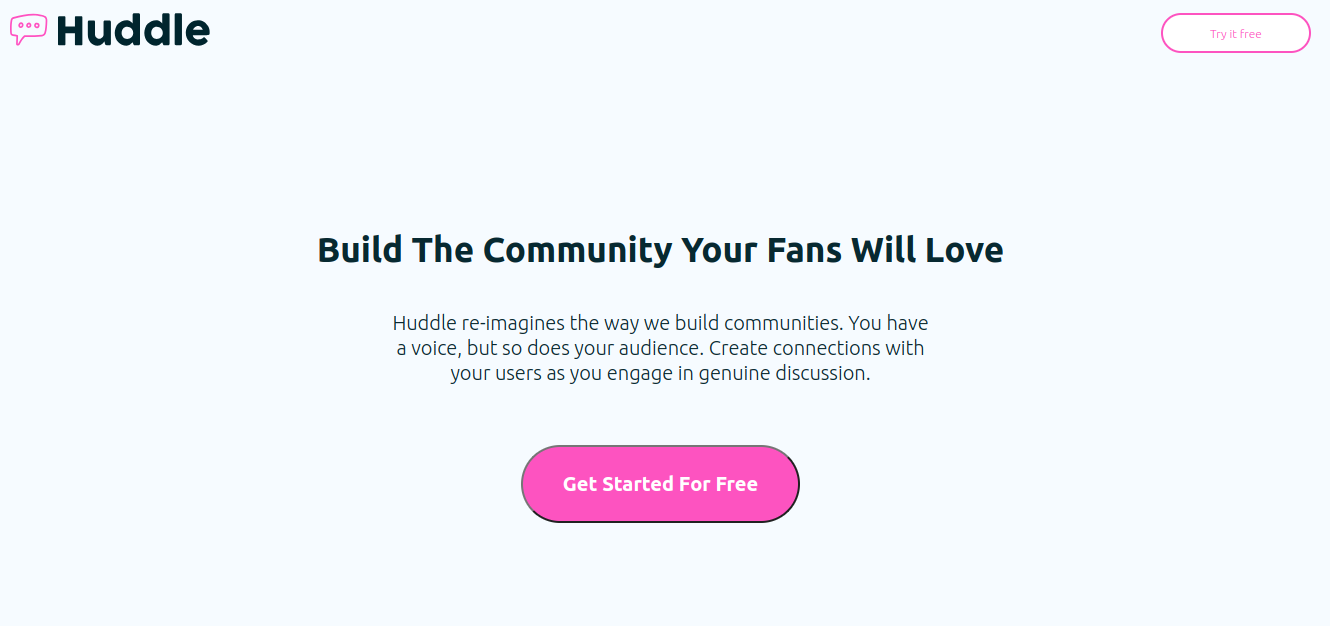 Huddle
Try it free
Build The Community Your Fans Will Love
Huddle re-imagines the way we build communities. You have
a voice, but so does your audience. Create connections with
your users as you engage in genuine discussion.
Get Started For Free